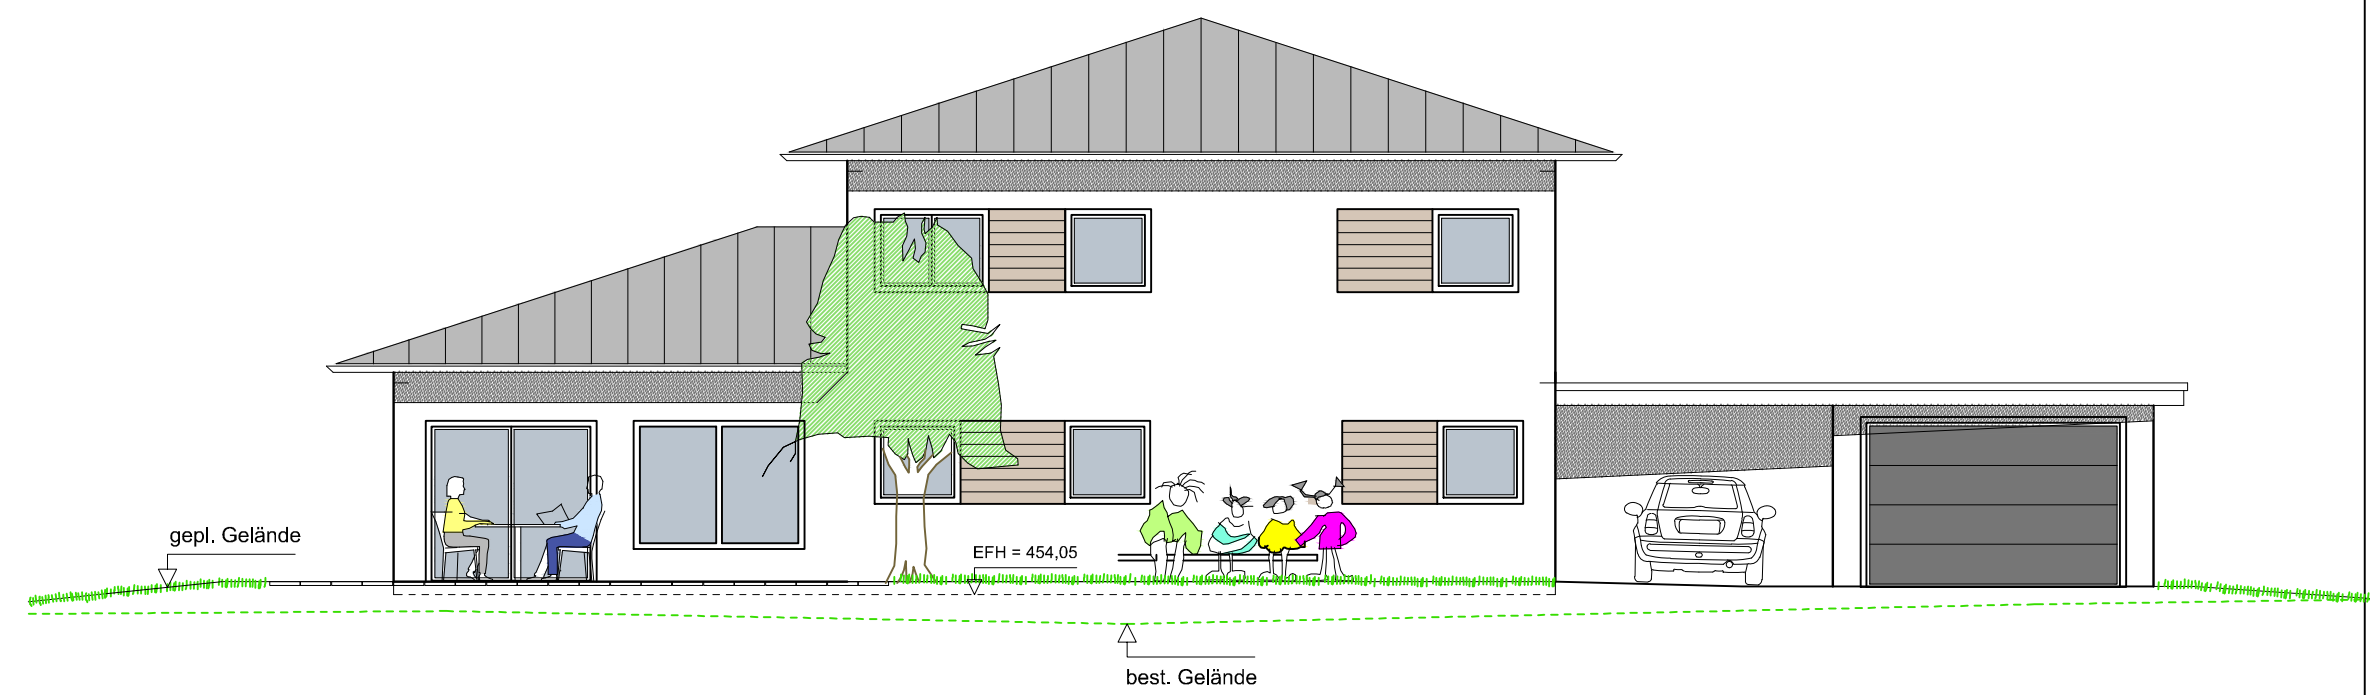 gepl. Gelände
EFH = 454,05
best. Gelände